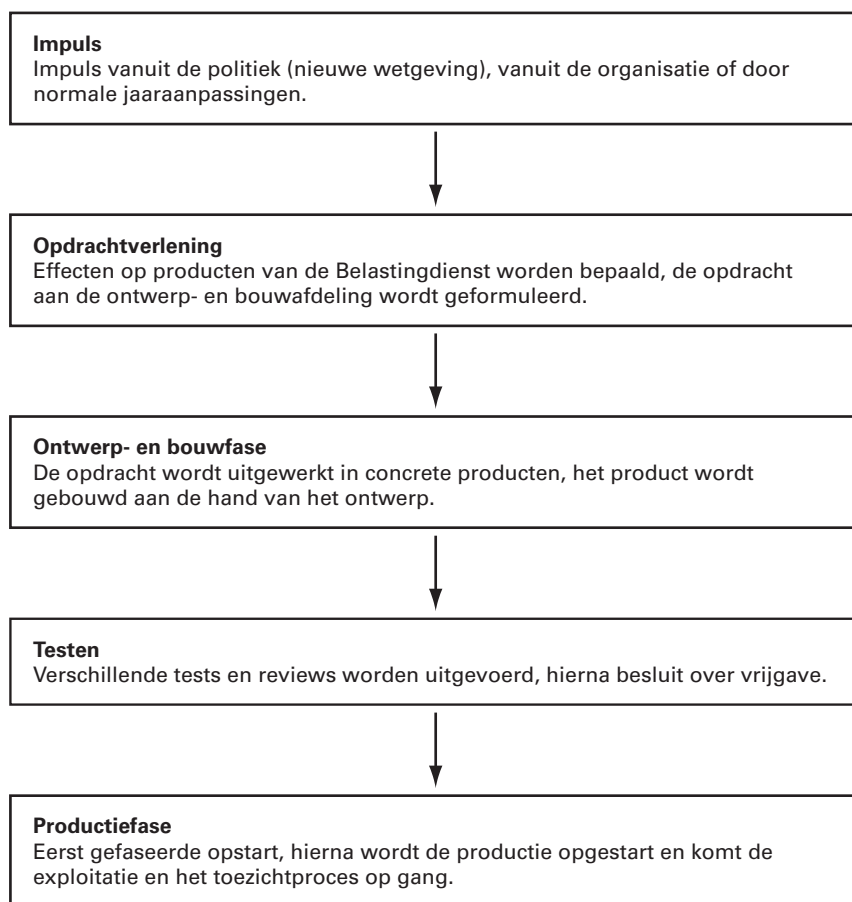 Impuls
Impuls vanuit de politiek (nieuwe wetgeving), vanuit de organisatie of door
normale jaaraanpassingen.
Opdrachtverlening
Effecten op producten van de Belastingdienst worden bepaald, de opdracht
aan de ontwerp- en bouwafdeling wordt geformuleerd.
Ontwerp- en bouwfase
De opdracht wordt uitgewerkt in concrete producten, het product wordt
gebouwd aan de hand van het ontwerp.
Testen
Verschillende tests en reviews worden uitgevoerd, hierna besluit over vrijgave.
Productiefase
Eerst gefaseerde opstart, hierna wordt de productie opgestart en komt de
exploitatie en het toezichtproces op gang.